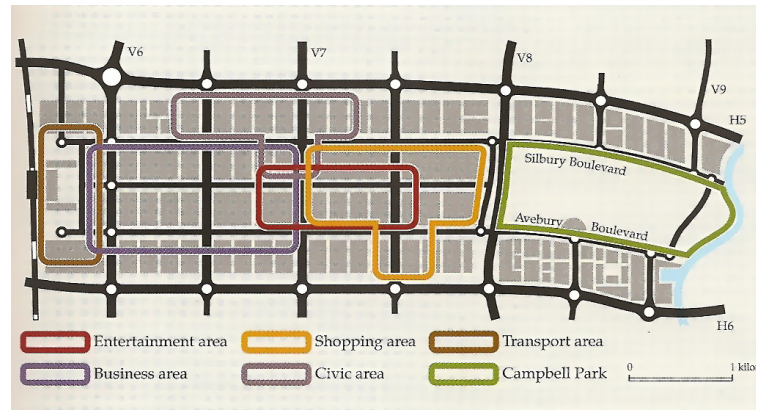 V6
V7
V8
V9
H5
Silbury Boulevard
Avebury Boulevard
H6
Entertainment area
Shopping area
Transport area
Business area
Civic area
Campbell Park
0 1 kilo